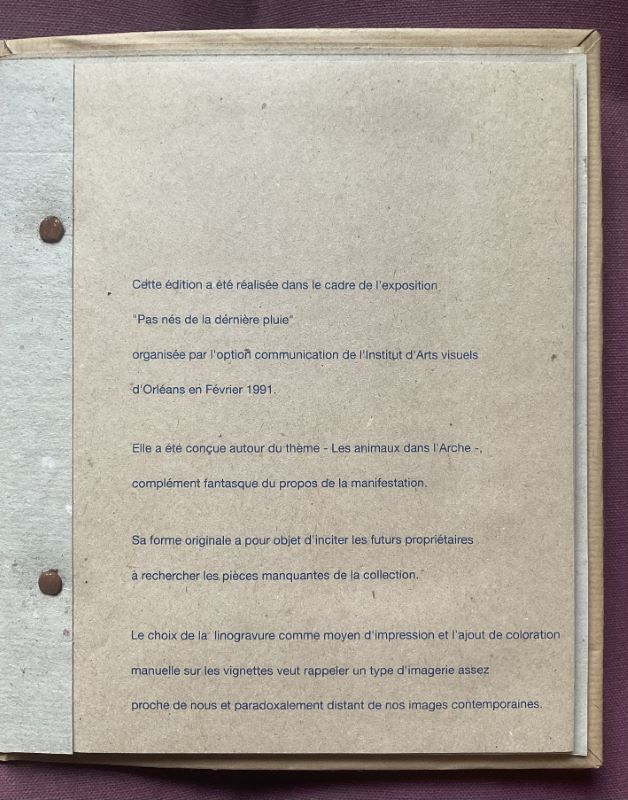 Cette édition a été réalisée dans le cadre de l'exposition
"Pas nés de la dernière pluie"
organisée par l'option communication de l'Institut d'Arts visuels
d'Orléans en Février 1991.
Elle a été conçue autour du thème - Les animaux dans l'Arche -,
complément fantasque du propos de la manifestation.
Sa forme originale a pour objet d'inciter les futurs propriétaires
à rechercher les pièces manquantes de la collection.
Le choix de la linogravure comme moyen d'impression et l'ajout de coloration
manuelle sur les vignettes veut rappeler un type d'imagerie assez
proche de nous et paradoxalement distant de nos images contemporaines.